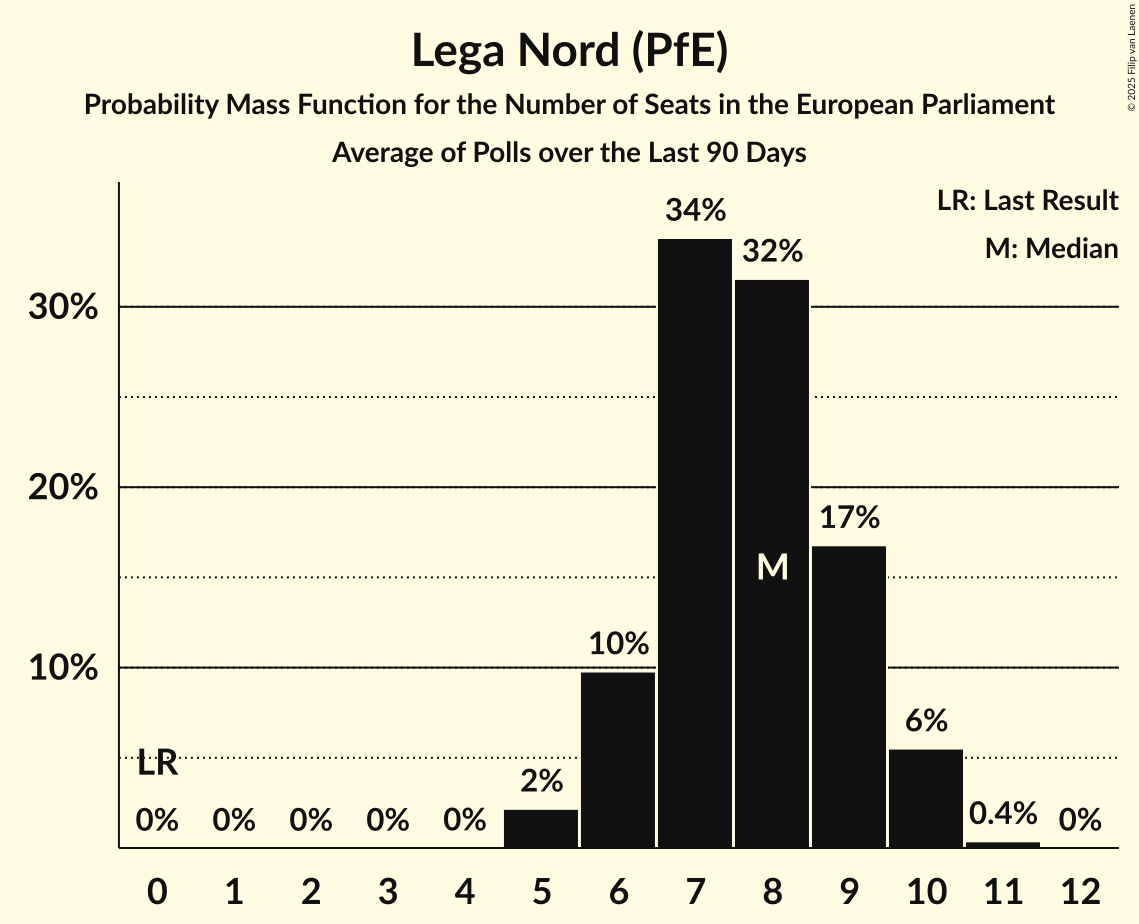 Lega Nord (PfE)
Probability Mass Function for the Number of Seats in the European Parliament
Average of Polls over the Last 90 Days
© 2025 Filip van Laenen
LR: Last Result
M: Median
34%
32%
30%
20%
17%
M
10%
10%
6%
LR
2%
0% 0% 0% 0% 0% 0.4% 0%
0 1 2 3 4 5 6 7 8 9 10 11 12